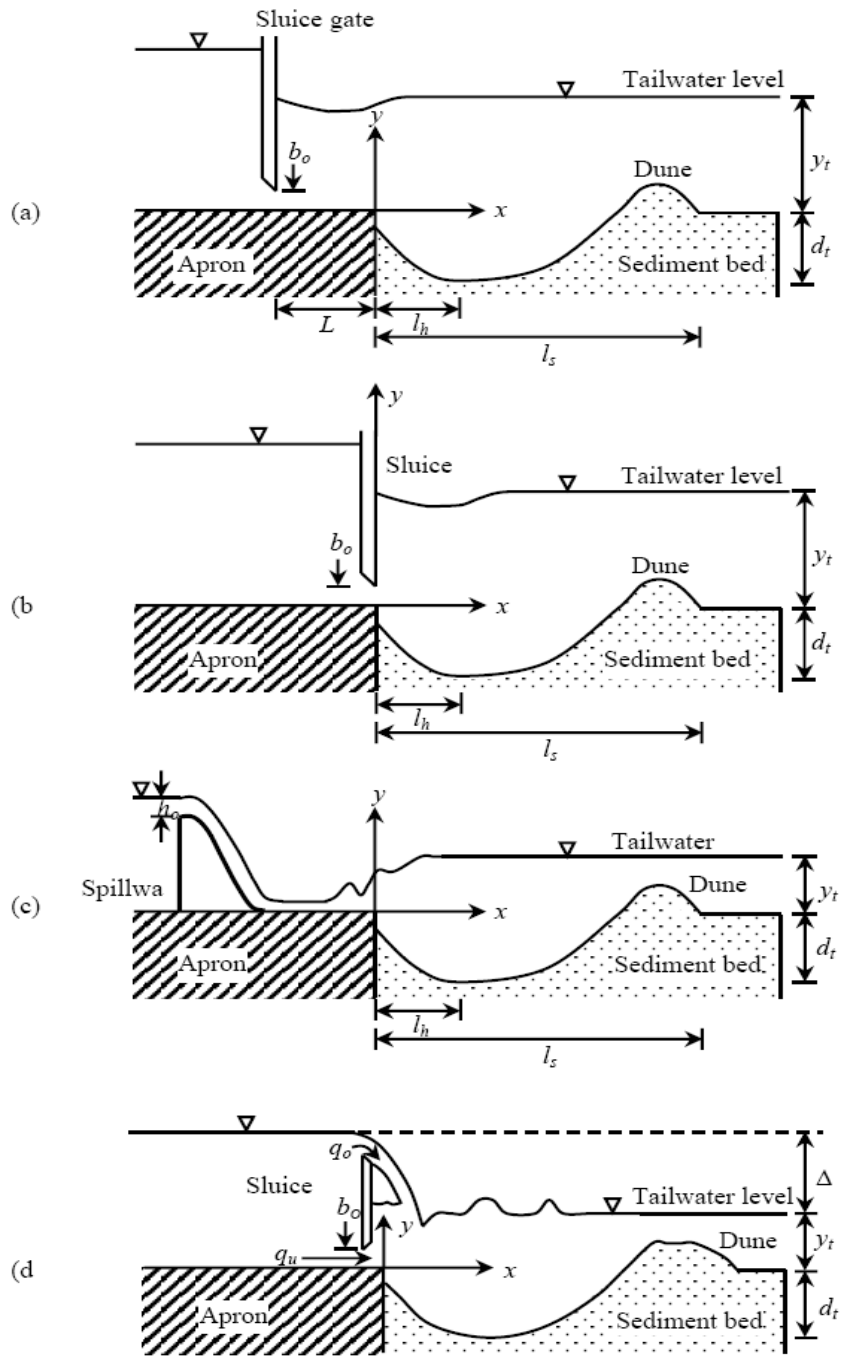 Sluice gate
Tailwater level
y
b_o
Dune
y_t
(a)
x
d_t
Apron
Sediment bed
L
l_h
l_s
y
Sluice
Tailwater level
b_o
Dune
y_t
(b
x
d_t
Apron
Sediment bed
l_h
l_s
h_o
y
Tailwater
Spillwa
Dune
y_t
(c)
x
d_t
Apron
Sediment bed
l_h
l_s
q_o
Δ
Sluice
Tailwater level
b_o
y
Dune
y_t
q_u
(d
x
d_t
Apron
Sediment bed